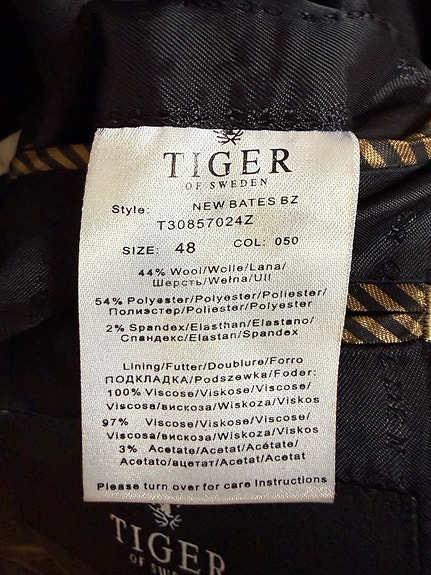 TIGER
OF SWEDEN
Style: NEW BATES BZ
T30857024Z
SIZE: 48 COL: 050
44% Wool/Wolle/Lana/
Шерсть/Wełna/Ull
54% Polyester/Polyester/Poliester/
Полиэстер/Poliester/Polyester
2% Spandex/Elasthan/Elastano/
Спандекс/Elastan/Spandex
Lining/Futter/Doublure/Forro
ПОДКЛАДКА/Podszewka/Foder:
100% Viscose/Viskose/Viscose/
Viscosa/вискоза/Wiskoza/Viskos
97% Viscose/Viskose/Viscose/
Viscosa/вискоза/Wiskoza/Viskos
3% Acetate/Acetat/Acétate/
Acetato/ацетат/Acetat/Acetat
Please turn over for care Instructions
TIGER
OF SWEDEN